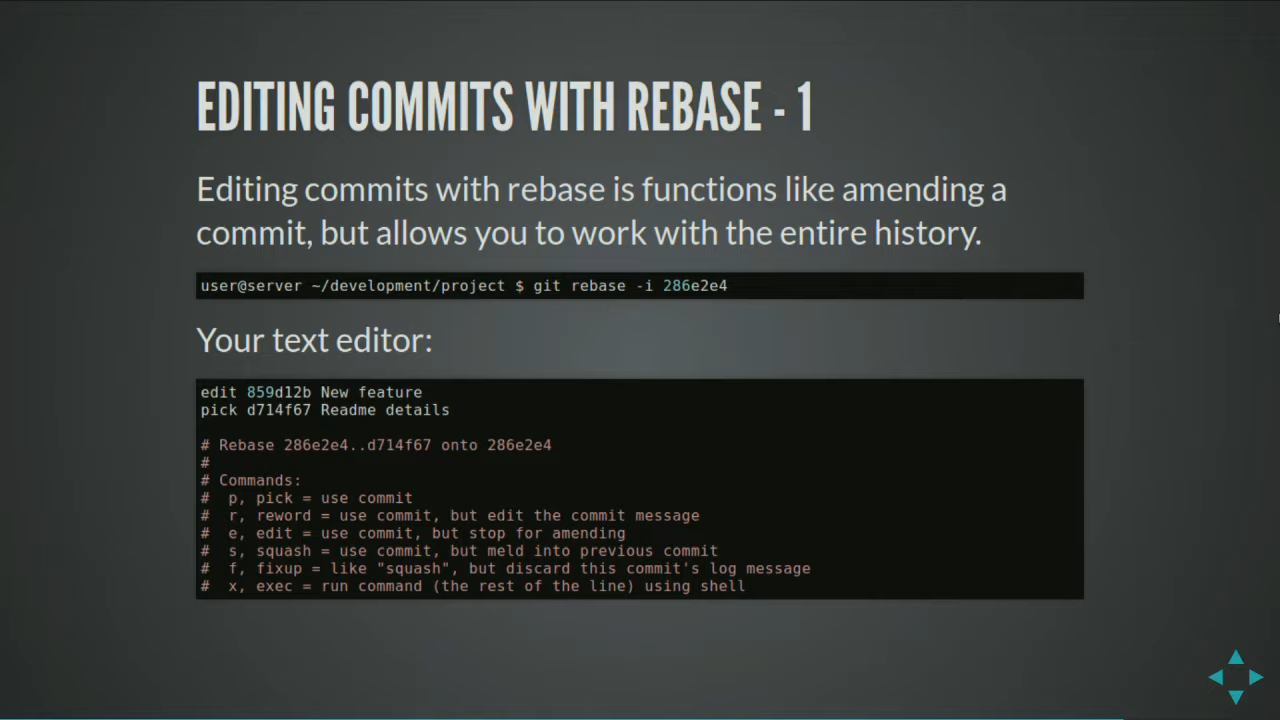 EDITING COMMITS WITH REBASE - 1
Editing commits with rebase is functions like amending a
commit, but allows you to work with the entire history.
user@server ~/development/project $ git rebase -i 286e2e4
Your text editor:
edit 859d12b New feature
pick d714f67 Readme details
# Rebase 286e2e4..d714f67 onto 286e2e4
#
# Commands:
#  p, pick = use commit
#  r, reword = use commit, but edit the commit message
#  e, edit = use commit, but stop for amending
#  s, squash = use commit, but meld into previous commit
#  f, fixup = like "squash", but discard this commit's log message
#  x, exec = run command (the rest of the line) using shell